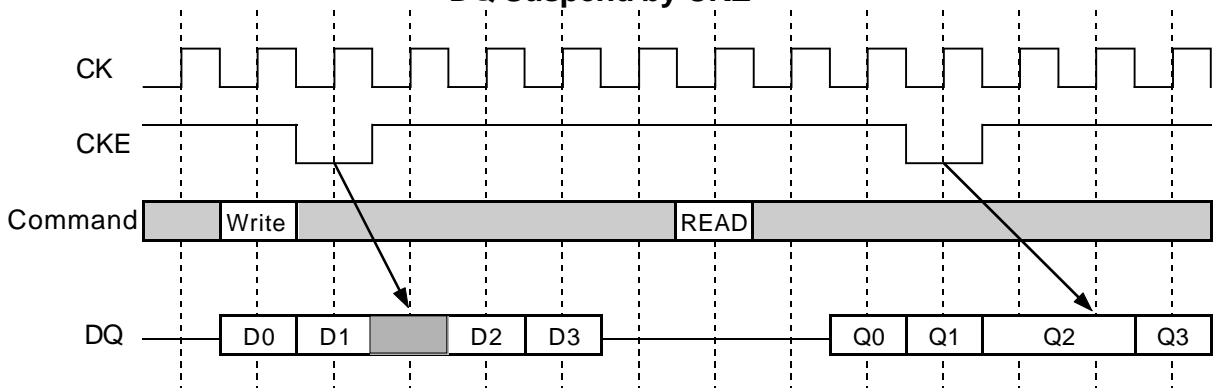 DQ Suspend by CKE
CK
CKE
Command Write READ
DQ D0 D1 D2 D3 Q0 Q1 Q2 Q3